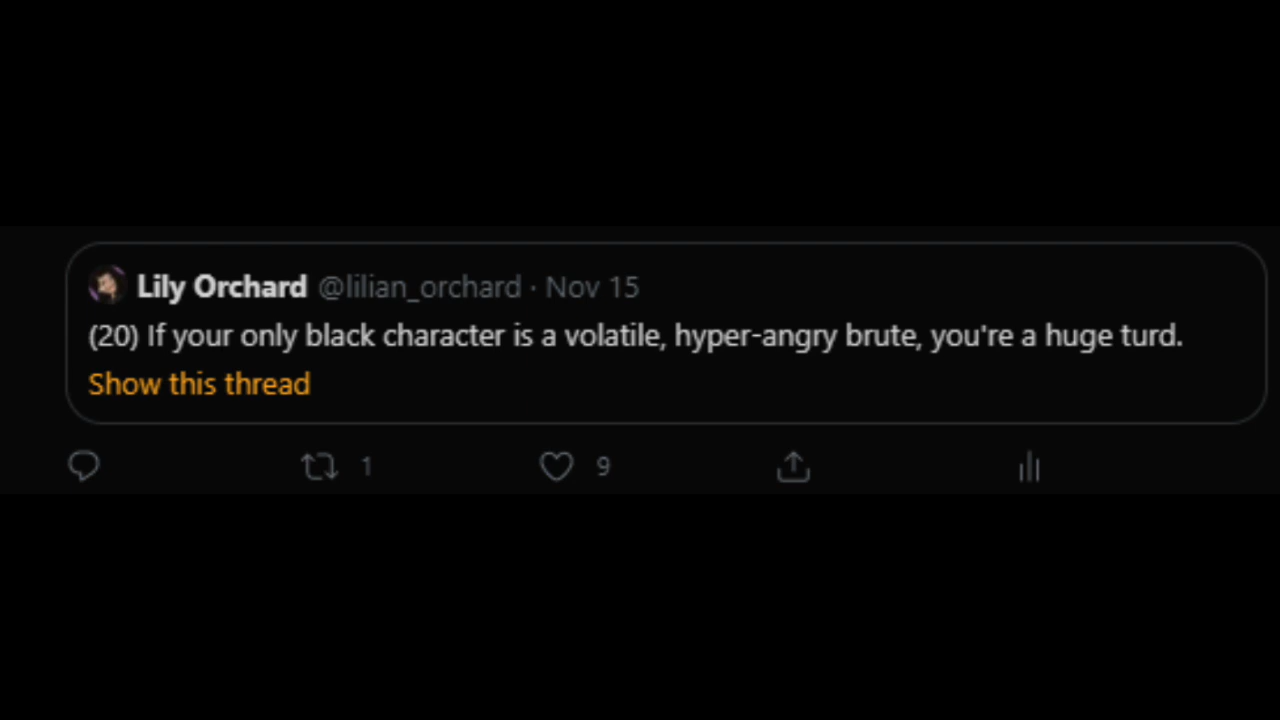 Lily Orchard @lilian_orchard · Nov 15
(20) If your only black character is a volatile, hyper-angry brute, you're a huge turd.
Show this thread
1 9